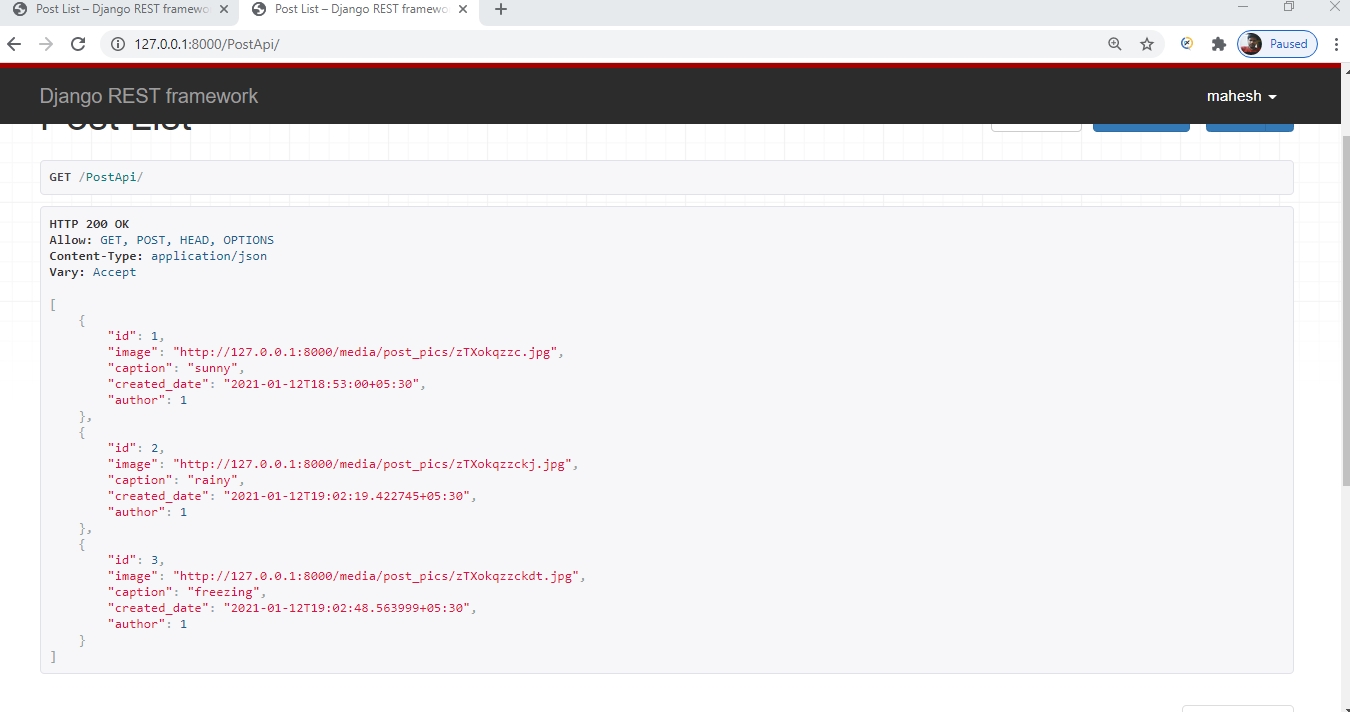 Post List – Django REST framewo
Post List – Django REST framewo
127.0.0.1:8000/PostApi/
Paused
Django REST framework
mahesh
Post List
GET /PostApi/
HTTP 200 OK
Allow: GET, POST, HEAD, OPTIONS
Content-Type: application/json
Vary: Accept
[
{
"id": 1,
"image": "http://127.0.0.1:8000/media/post_pics/zTXokqzzc.jpg",
"caption": "sunny",
"created_date": "2021-01-12T18:53:00+05:30",
"author": 1
},
{
"id": 2,
"image": "http://127.0.0.1:8000/media/post_pics/zTXokqzzckj.jpg",
"caption": "rainy",
"created_date": "2021-01-12T19:02:19.422745+05:30",
"author": 1
},
{
"id": 3,
"image": "http://127.0.0.1:8000/media/post_pics/zTXokqzzckdt.jpg",
"caption": "freezing",
"created_date": "2021-01-12T19:02:48.563999+05:30",
"author": 1
}
]